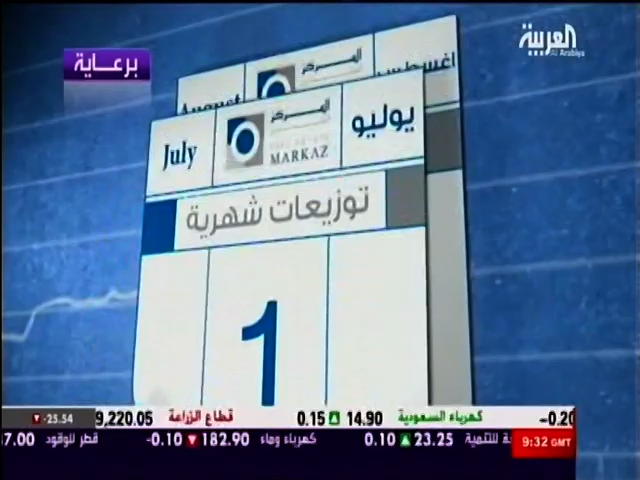 العربية
Al Arabiya
برعاية
المركز
August
أغسطس
المركز
MARKAZ
July
يوليو
توزيعات شهرية
1
-25.54 9,220.05 قطاع الزراعة 0.15 14.90 كهرباء السعودية -0.20
7.00 قطر للوقود -0.10 182.90 كهرباء وماء 0.10 23.25 للتنمية
9:32 GMT